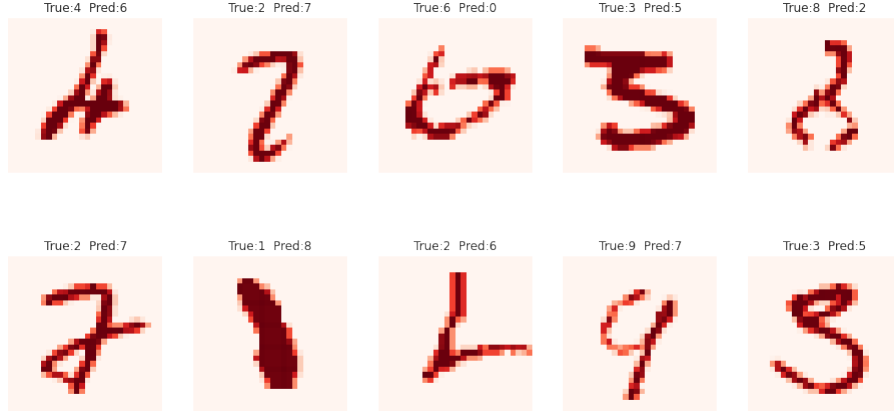 True:4 Pred:6
True:2 Pred:7
True:6 Pred:0
True:3 Pred:5
True:8 Pred:2
True:2 Pred:7
True:1 Pred:8
True:2 Pred:6
True:9 Pred:7
True:3 Pred:5